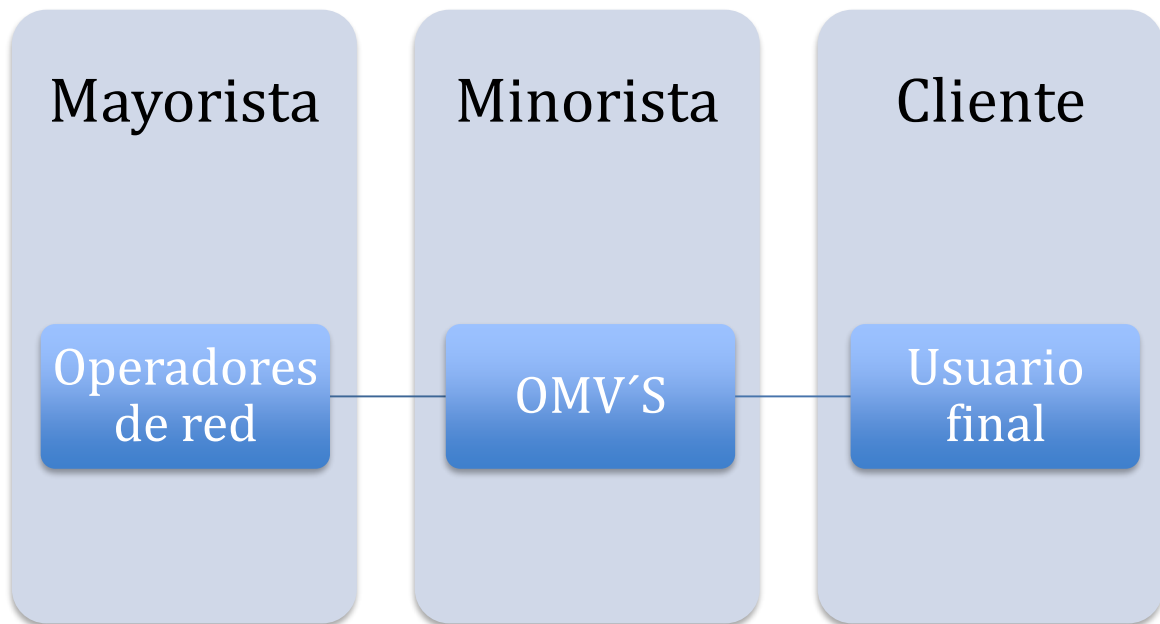 Mayorista
Minorista
Cliente
Operadores
de red
OMV´S
Usuario
final